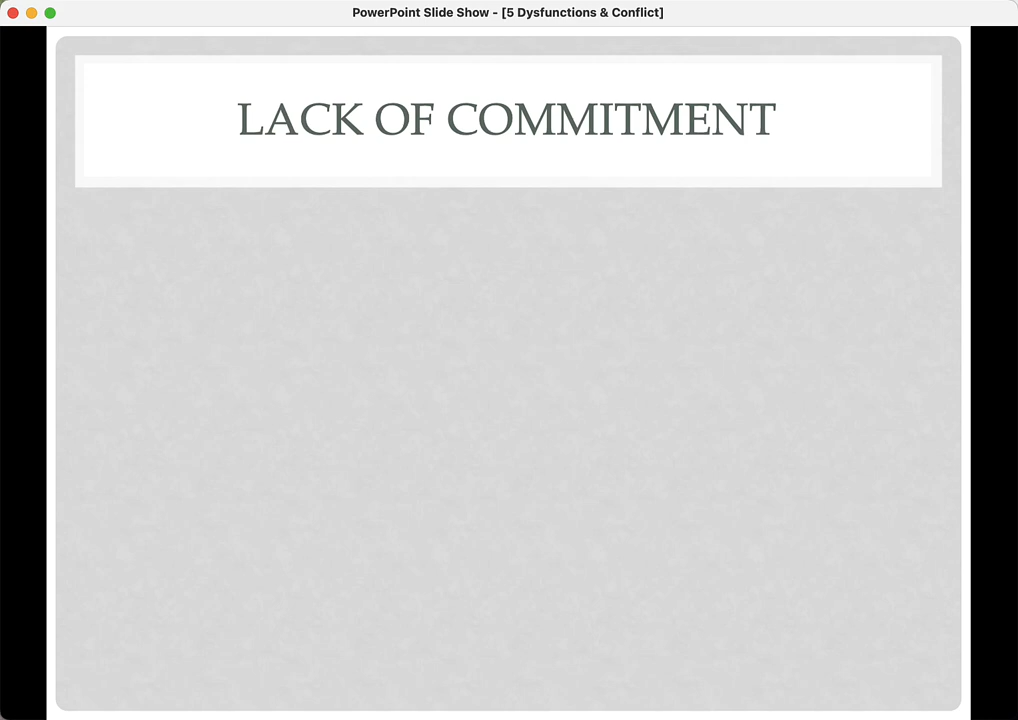 PowerPoint Slide Show - [5 Dysfunctions & Conflict]
LACK OF COMMITMENT